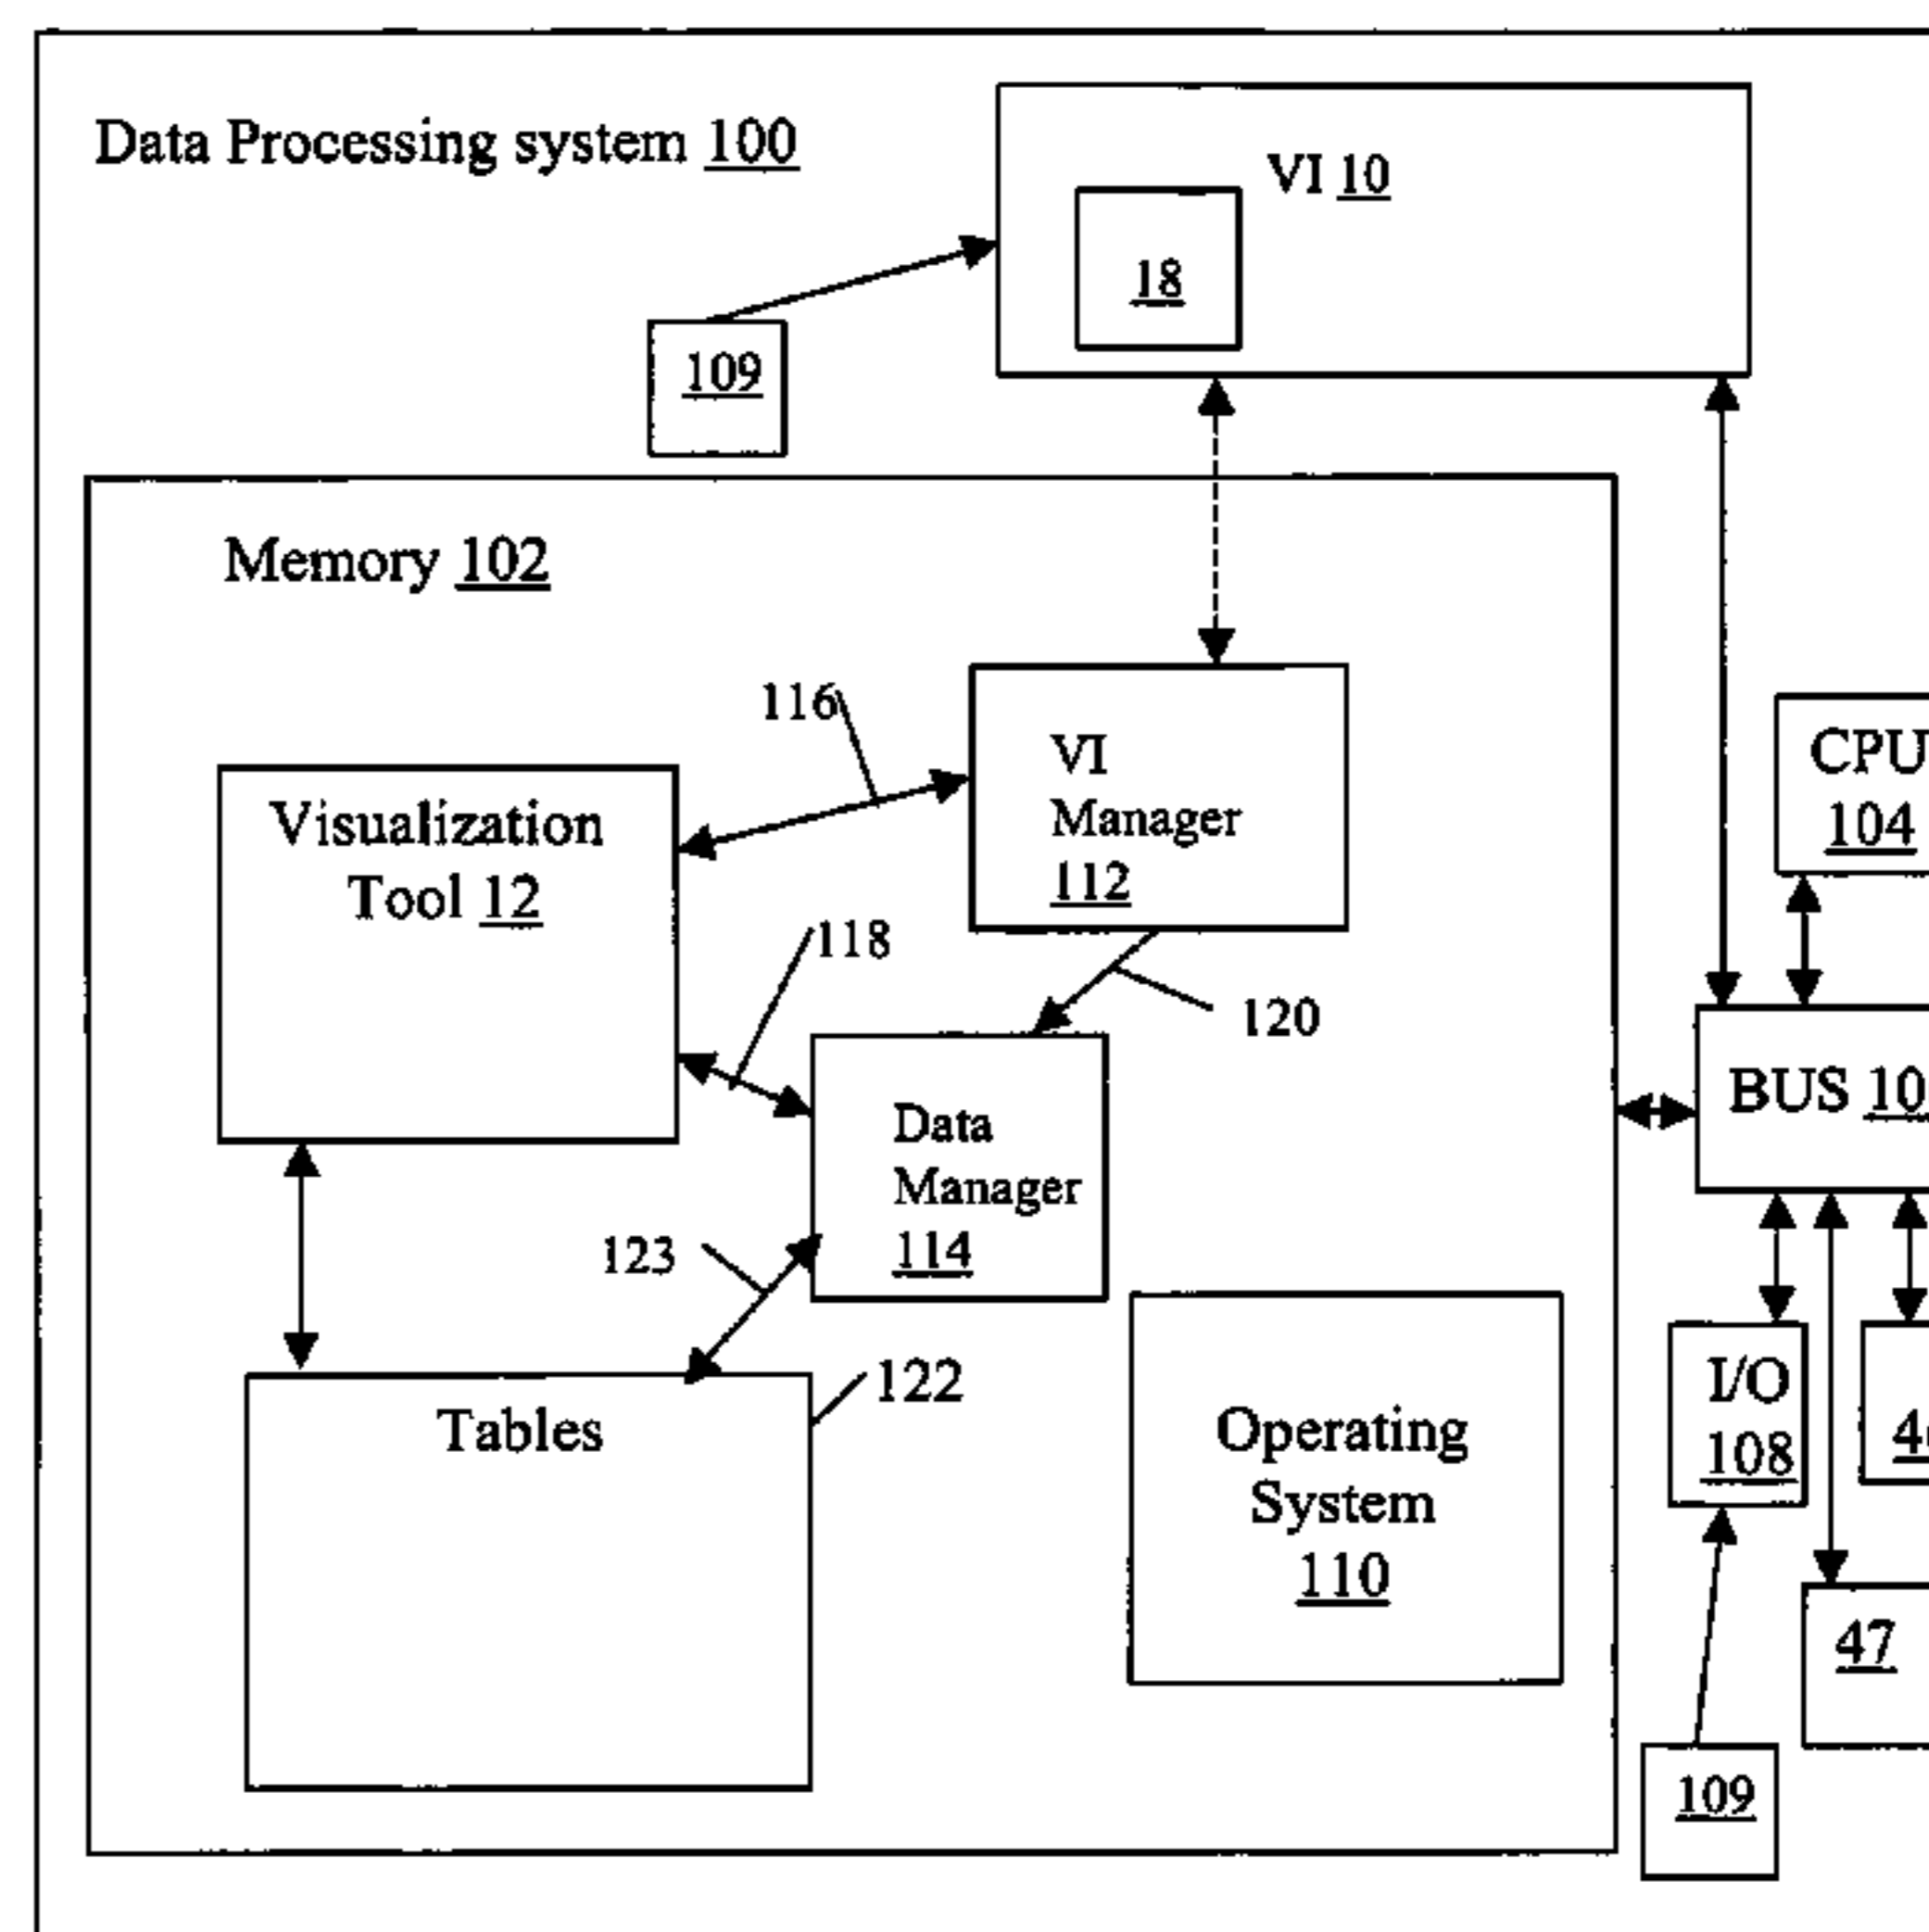 Data Processing system 100
VI 10
18
109
Memory 102
116
VI
Manager
112
CPU
104
Visualization
Tool 12
118
120
BUS 10
Data
Manager
114
123
122
Tables
Operating
System
110
I/O
108
47
109